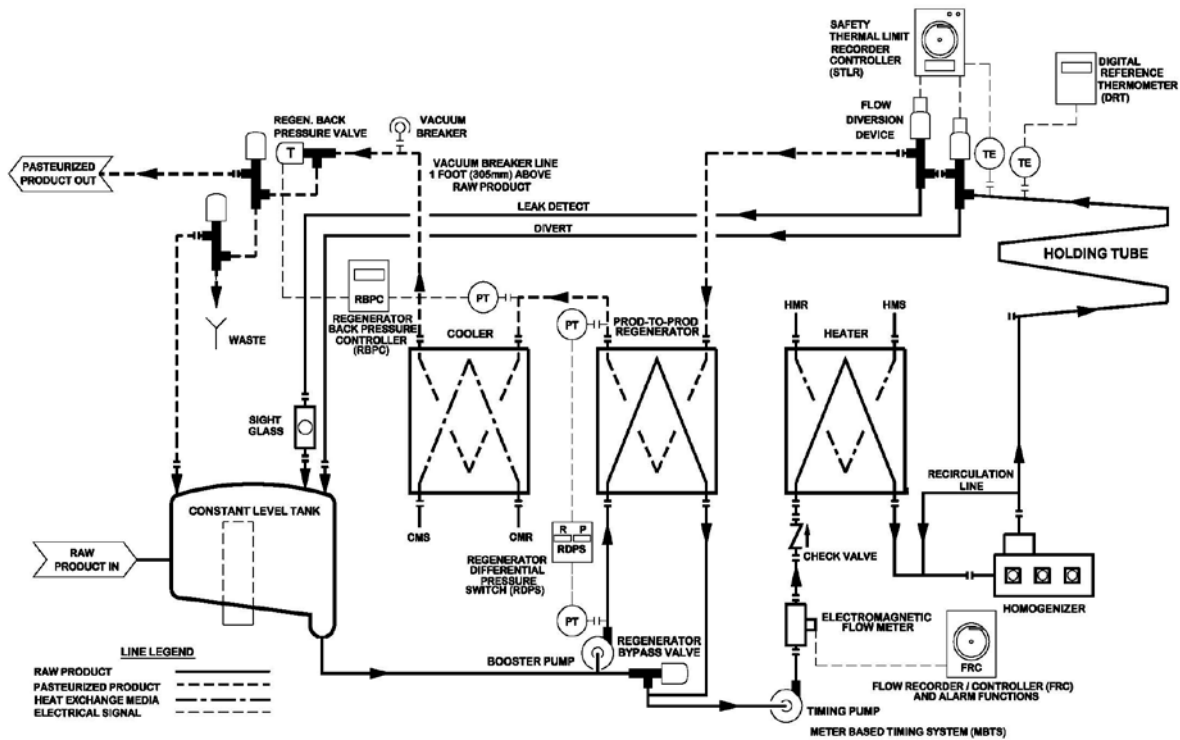 SAFETY
THERMAL LIMIT
RECORDER
CONTROLLER
(STLR)
DIGITAL
REFERENCE
THERMOMETER
(DRT)
REGEN. BACK
PRESSURE VALVE
VACUUM
BREAKER
FLOW
DIVERSION
DEVICE
T
TE
TE
PASTEURIZED
PRODUCT OUT
VACUUM BREAKER LINE
1 FOOT (305mm) ABOVE
RAW PRODUCT
LEAK DETECT
DIVERT
HOLDING TUBE
RBPC
REGENERATOR
BACK PRESSURE
CONTROLLER
(RBPC)
PT
PT
COOLER
PROD-TO-PROD
REGENERATOR
HMR
HMS
HEATER
WASTE
SIGHT
GLASS
RECIRCULATION
LINE
CONSTANT LEVEL TANK
CMS
CMR
R P
RDPS
REGENERATOR
DIFFERENTIAL
PRESSURE
SWITCH (RDPS)
CHECK VALVE
RAW
PRODUCT IN
HOMOGENIZER
ELECTROMAGNETIC
FLOW METER
PT
REGENERATOR
BYPASS VALVE
BOOSTER PUMP
FRC
FLOW RECORDER / CONTROLLER (FRC)
AND ALARM FUNCTIONS
TIMING PUMP
METER BASED TIMING SYSTEM (MBTS)
LINE LEGEND
RAW PRODUCT
PASTEURIZED PRODUCT
HEAT EXCHANGE MEDIA
ELECTRICAL SIGNAL